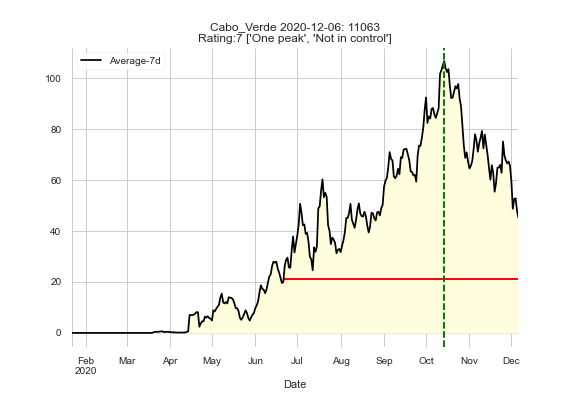 Cabo_Verde 2020-12-06: 11063
Rating:7 ['One peak', 'Not in control']
Average-7d
100
80
60
40
20
0
Feb Mar Apr May Jun Jul Aug Sep Oct Nov Dec
2020
Date